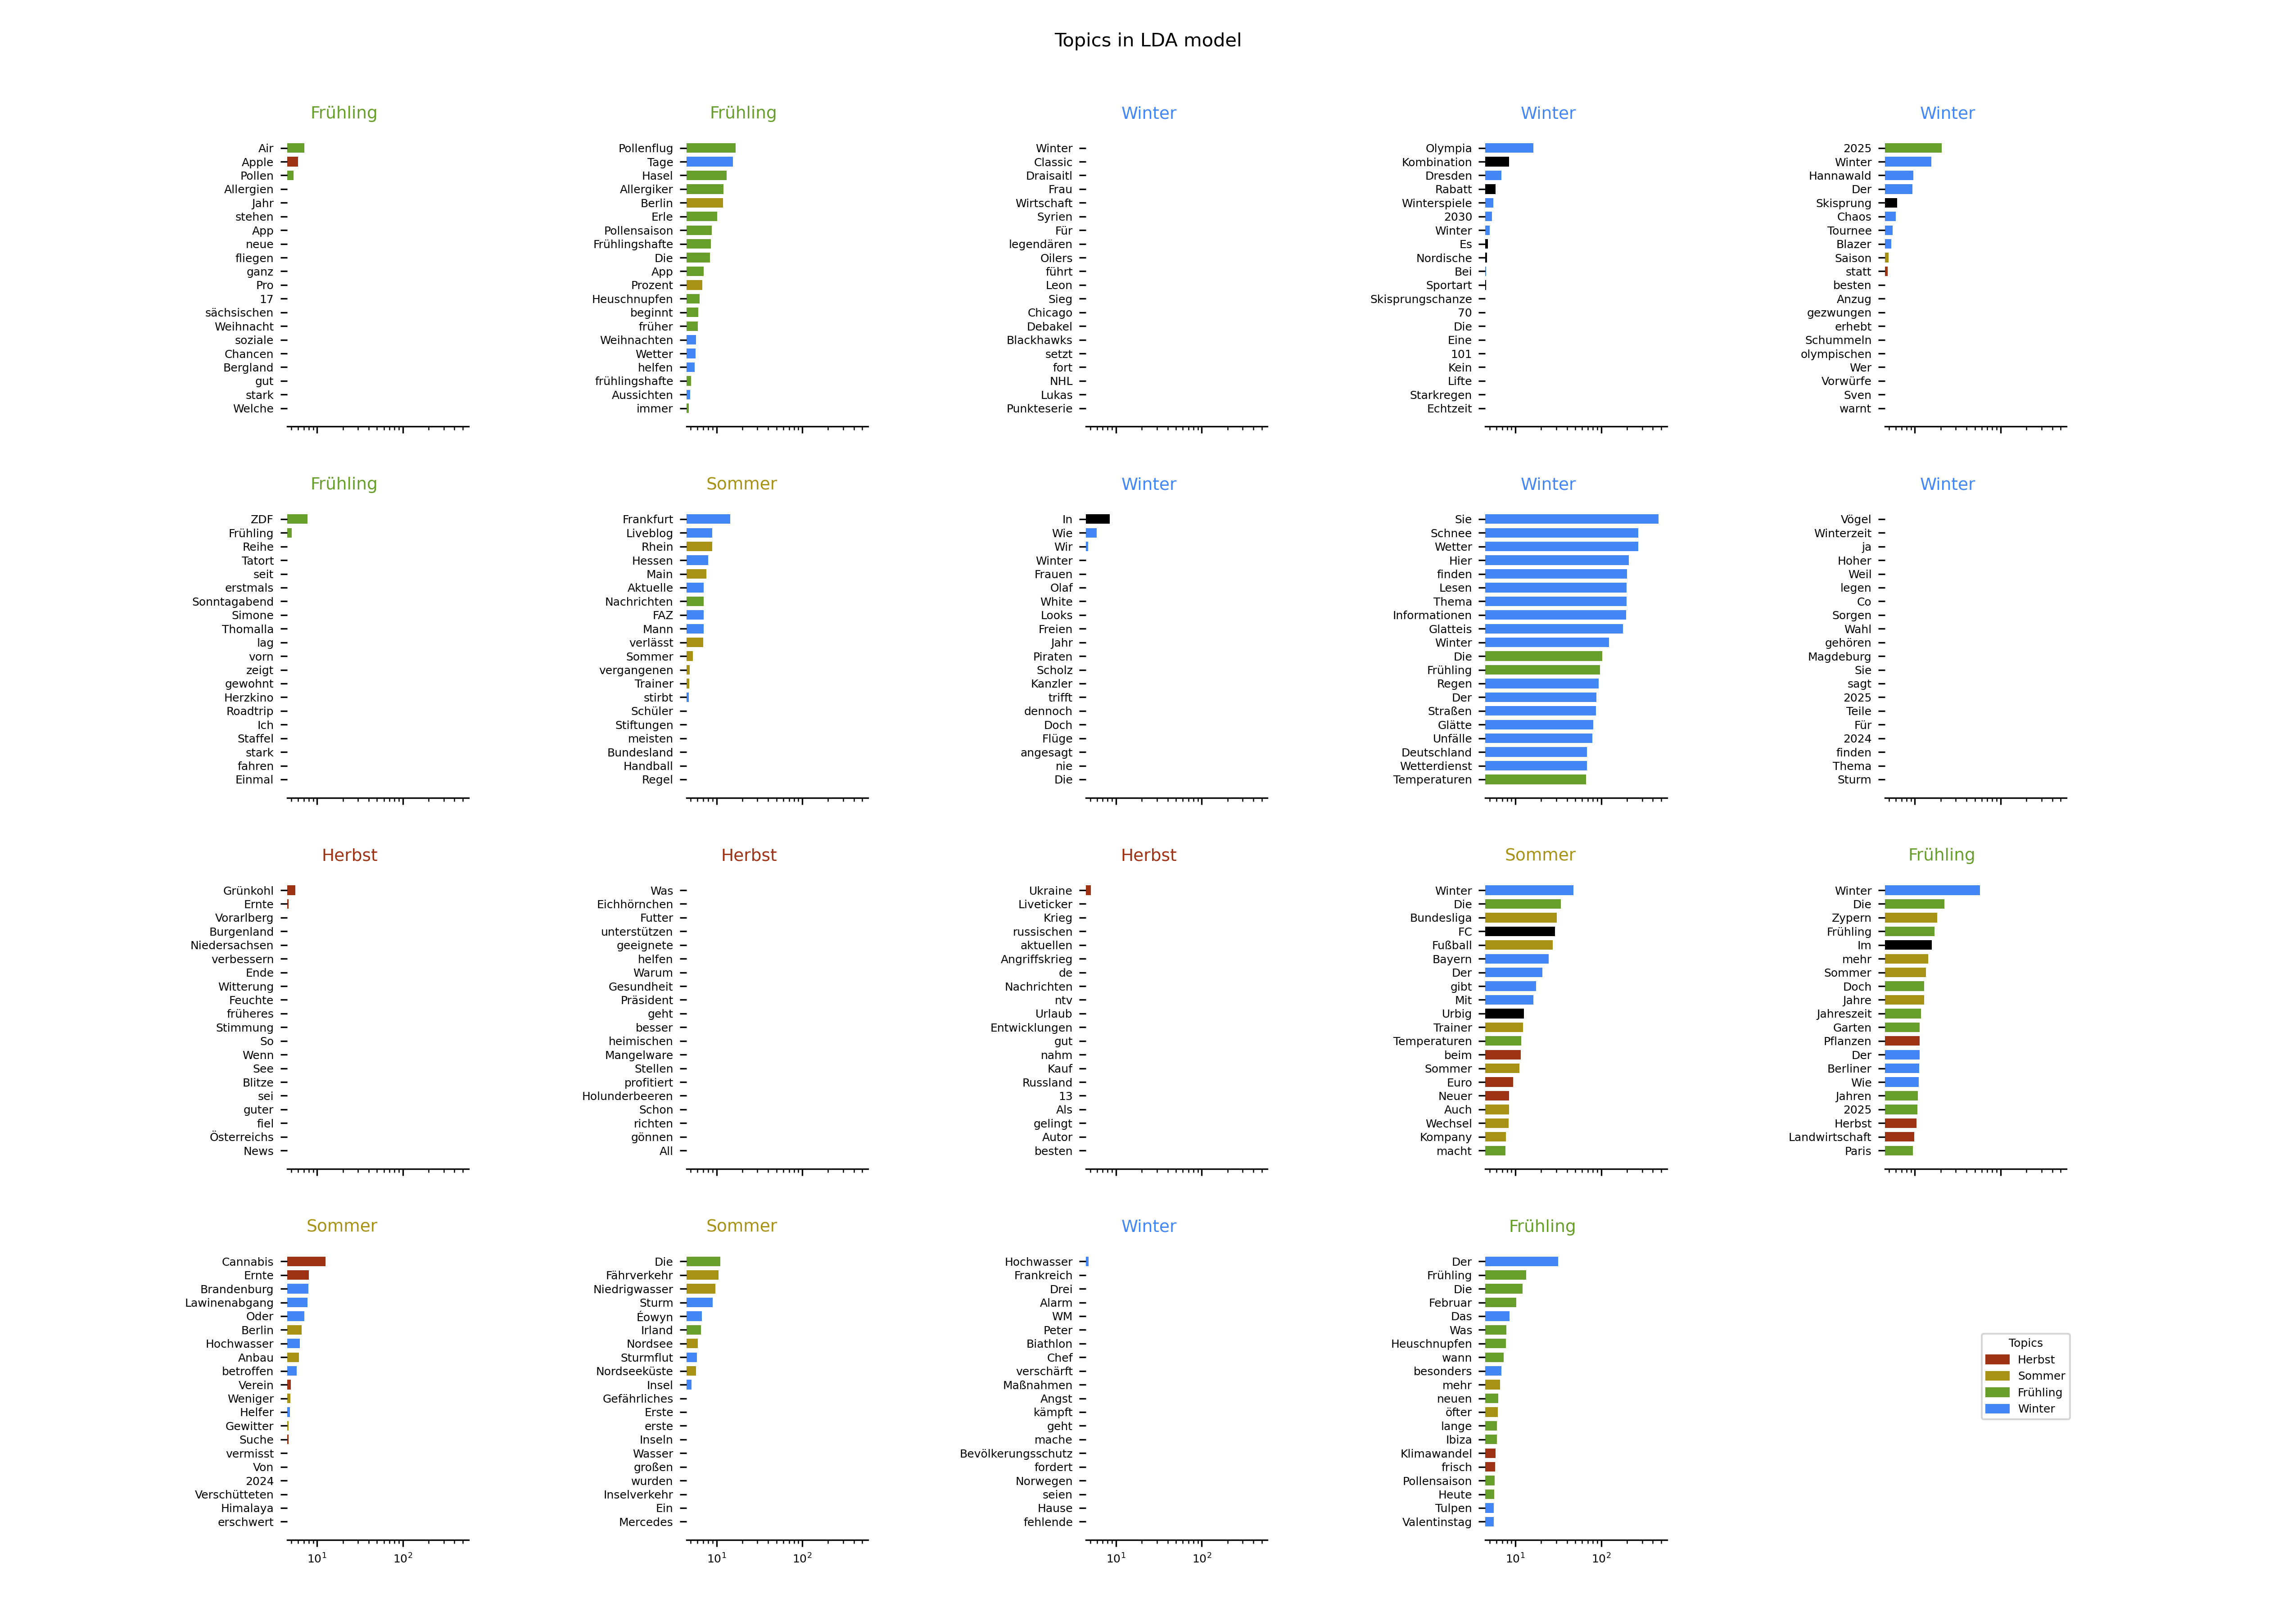 Topics in LDA model
Frühling
Air
Apple
Pollen
Allergien
Jahr
stehen
App
neue
fliegen
ganz
Pro
17
sächsischen
Weihnacht
soziale
Chancen
Bergland
gut
stark
Welche
Frühling
Pollenflug
Tage
Hasel
Allergiker
Berlin
Erle
Pollensaison
Frühlingshafte
Die
App
Prozent
Heuschnupfen
beginnt
früher
Weihnachten
Wetter
helfen
frühlingshafte
Aussichten
immer
Winter
Winter
Classic
Draisaitl
Frau
Wirtschaft
Syrien
Für
legendären
Oilers
führt
Leon
Sieg
Chicago
Debakel
Blackhawks
setzt
fort
NHL
Lukas
Punkteserie
Winter
Olympia
Kombination
Dresden
Rabatt
Winterspiele
2030
Winter
Es
Nordische
Bei
Sportart
Skisprungschanze
70
Die
Eine
101
Kein
Lifte
Starkregen
Echtzeit
Winter
2025
Winter
Hannawald
Der
Skisprung
Chaos
Tournee
Blazer
Saison
statt
besten
Anzug
gezwungen
erhebt
Schummeln
olympischen
Wer
Vorwürfe
Sven
warnt
Frühling
ZDF
Frühling
Reihe
Tatort
seit
erstmals
Sonntagabend
Simone
Thomalla
lag
vorn
zeigt
gewohnt
Herzkino
Roadtrip
Ich
Staffel
stark
fahren
Einmal
Sommer
Frankfurt
Liveblog
Rhein
Hessen
Main
Aktuelle
Nachrichten
FAZ
Mann
verlässt
Sommer
vergangenen
Trainer
stirbt
Schüler
Stiftungen
meisten
Bundesland
Handball
Regel
Winter
In
Wie
Wir
Winter
Frauen
Olaf
White
Looks
Freien
Jahr
Piraten
Scholz
Kanzler
trifft
dennoch
Doch
Flüge
angesagt
nie
Die
Winter
Sie
Schnee
Wetter
Hier
finden
Lesen
Thema
Informationen
Glatteis
Winter
Die
Frühling
Regen
Der
Straßen
Glätte
Unfälle
Deutschland
Wetterdienst
Temperaturen
Winter
Vögel
Winterzeit
ja
Hoher
Weil
legen
Co
Sorgen
Wahl
gehören
Magdeburg
Sie
sagt
2025
Teile
Für
2024
finden
Thema
Sturm
Herbst
Grünkohl
Ernte
Vorarlberg
Burgenland
Niedersachsen
verbessern
Ende
Witterung
Feuchte
früheres
Stimmung
So
Wenn
See
Blitze
sei
guter
fiel
Österreichs
News
Herbst
Was
Eichhörnchen
Futter
unterstützen
geeignete
helfen
Warum
Gesundheit
Präsident
geht
besser
heimischen
Mangelware
Stellen
profitiert
Holunderbeeren
Schon
richten
gönnen
All
Herbst
Ukraine
Liveticker
Krieg
russischen
aktuellen
Angriffskrieg
de
Nachrichten
ntv
Urlaub
Entwicklungen
gut
nahm
Kauf
Russland
13
Als
gelingt
Autor
besten
Sommer
Winter
Die
Bundesliga
FC
Fußball
Bayern
Der
gibt
Mit
Urbig
Trainer
Temperaturen
beim
Sommer
Euro
Neuer
Auch
Wechsel
Kompany
macht
Frühling
Winter
Die
Zypern
Frühling
Im
mehr
Sommer
Doch
Jahre
Jahreszeit
Garten
Pflanzen
Der
Berliner
Wie
Jahren
2025
Herbst
Landwirtschaft
Paris
Sommer
Cannabis
Ernte
Brandenburg
Lawinenabgang
Oder
Berlin
Hochwasser
Anbau
betroffen
Verein
Weniger
Helfer
Gewitter
Suche
vermisst
Von
2024
Verschütteten
Himalaya
erschwert
10¹ 10²
Sommer
Die
Fährverkehr
Niedrigwasser
Sturm
Éowyn
Irland
Nordsee
Sturmflut
Nordseeküste
Insel
Gefährliches
Erste
erste
Inseln
Wasser
großen
wurden
Inselverkehr
Ein
Mercedes
10¹ 10²
Winter
Hochwasser
Frankreich
Drei
Alarm
WM
Peter
Biathlon
Chef
verschärft
Maßnahmen
Angst
kämpft
geht
mache
Bevölkerungsschutz
fordert
Norwegen
seien
Hause
fehlende
10¹ 10²
Frühling
Der
Frühling
Die
Februar
Das
Was
Heuschnupfen
wann
besonders
mehr
neuen
öfter
lange
Ibiza
Klimawandel
frisch
Pollensaison
Heute
Tulpen
Valentinstag
10¹ 10²
Topics
Herbst
Sommer
Frühling
Winter